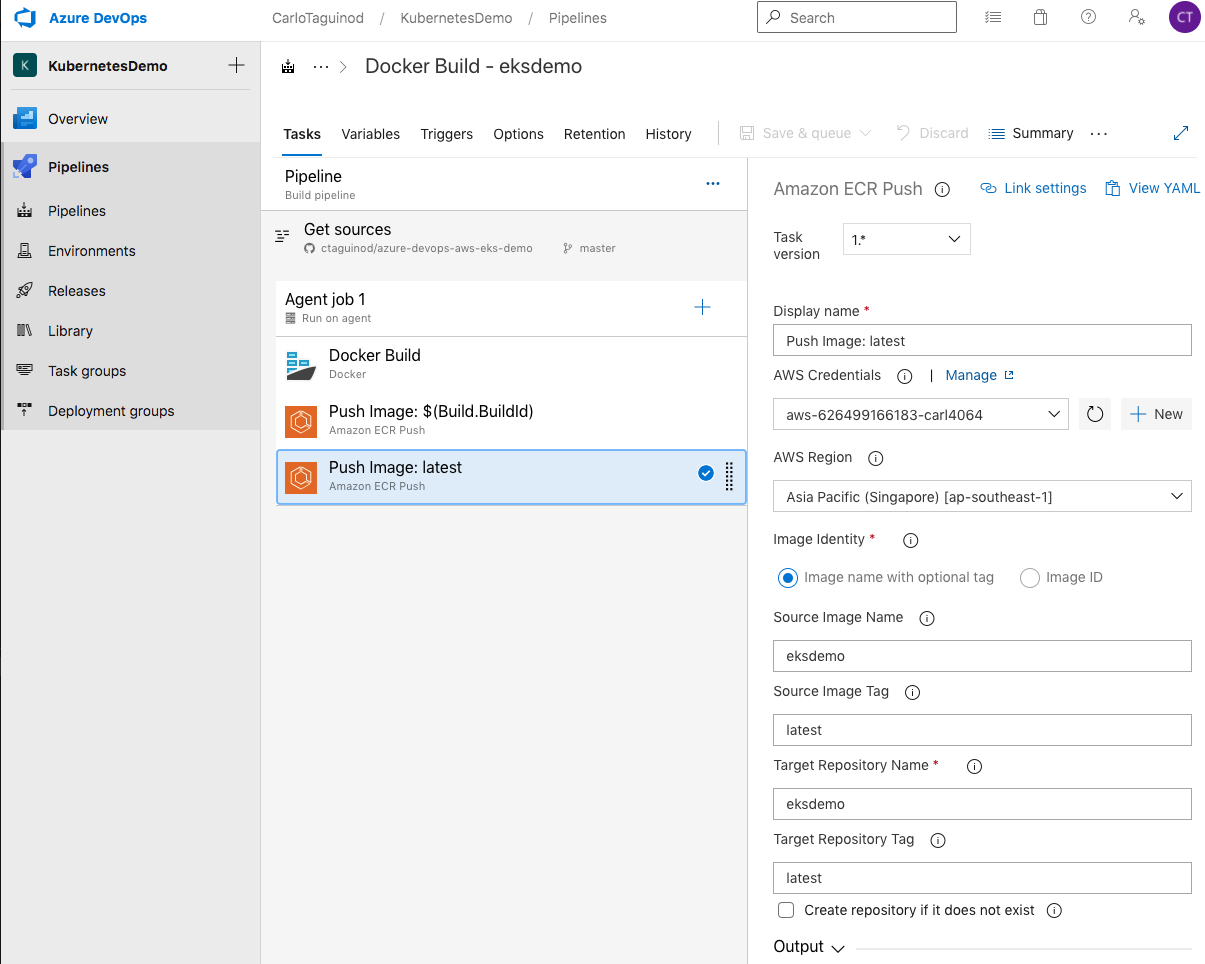 Azure DevOps
CarloTaguinod / KubernetesDemo / Pipelines
Search
CT
K KubernetesDemo
Overview
Pipelines
Pipelines
Environments
Releases
Library
Task groups
Deployment groups
··· > Docker Build - eksdemo
Tasks Variables Triggers Options Retention History Save & queue Discard Summary ···
Pipeline
Build pipeline
Get sources
ctaguinod/azure-devops-aws-eks-demo master
Agent job 1
Run on agent
Docker Build
Docker
Push Image: $(Build.BuildId)
Amazon ECR Push
Push Image: latest
Amazon ECR Push
Amazon ECR Push Link settings View YAML
Task version 1.*
Display name *
Push Image: latest
AWS Credentials | Manage
aws-626499166183-carl4064 New
AWS Region
Asia Pacific (Singapore) [ap-southeast-1]
Image Identity *
Image name with optional tag Image ID
Source Image Name
eksdemo
Source Image Tag
latest
Target Repository Name *
eksdemo
Target Repository Tag
latest
Create repository if it does not exist
Output